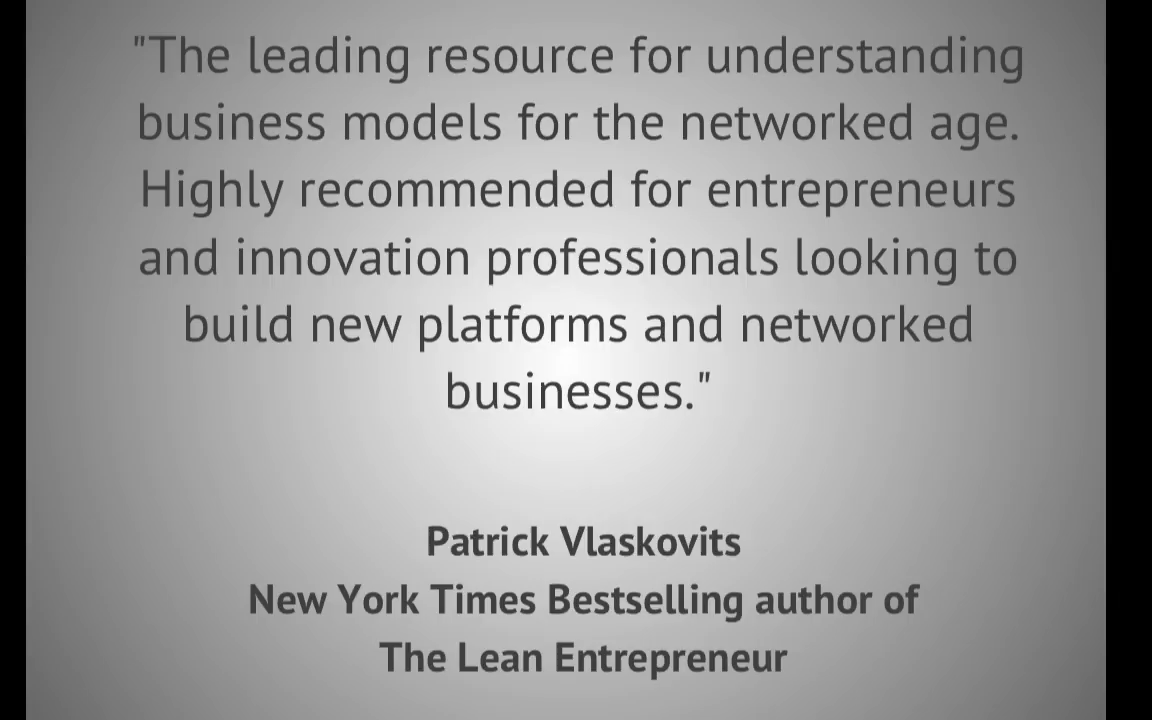 "The leading resource for understanding
business models for the networked age.
Highly recommended for entrepreneurs
and innovation professionals looking to
build new platforms and networked
businesses."
Patrick Vlaskovits
New York Times Bestselling author of
The Lean Entrepreneur